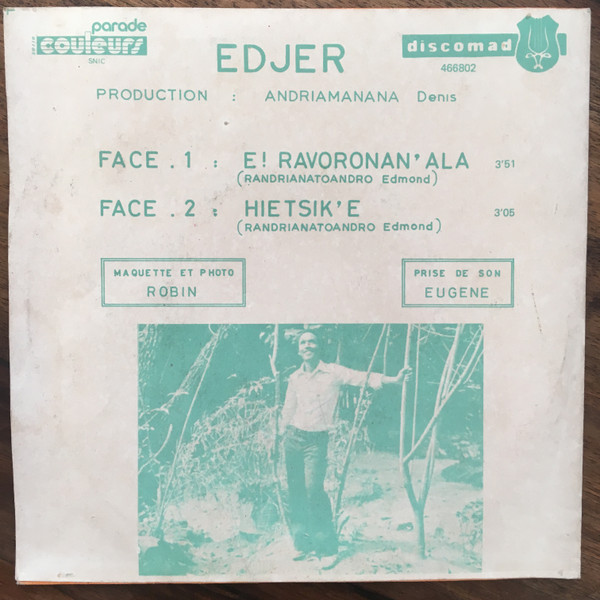 parade
couleurs
SNIC
EDJER
discomad
466802
PRODUCTION : ANDRIAMANANA Denis
FACE . 1 : E! RAVORONAN'ALA 3'51
(RANDRIANATOANDRO Edmond)
FACE . 2 : HIETSIK'E 3'05
(RANDRIANATOANDRO Edmond)
MAQUETTE ET PHOTO
ROBIN
PRISE DE SON
EUGENE